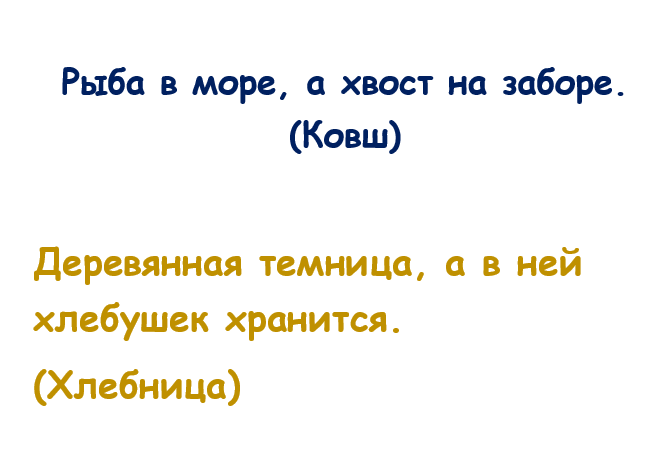 Рыба в море, а хвост на заборе.
(Ковш)
Деревянная темница, а в ней
хлебушек хранится.
(Хлебница)